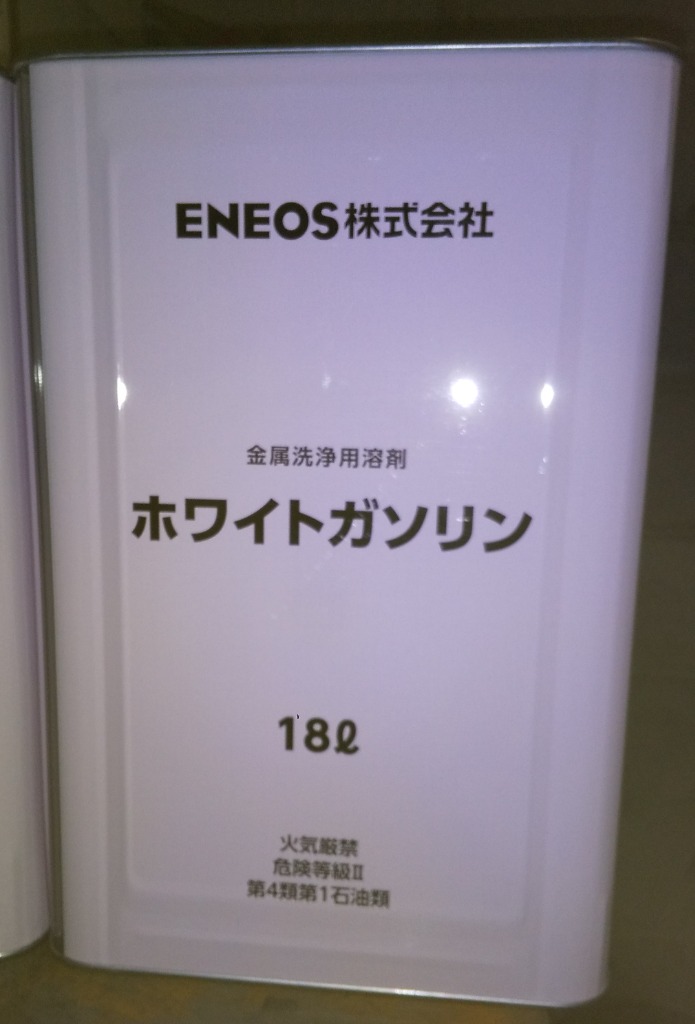 ENEOS株式会社
金属洗浄用溶剤
ホワイトガソリン
18ℓ
火気厳禁
危険等級Ⅱ
第4類第1石油類